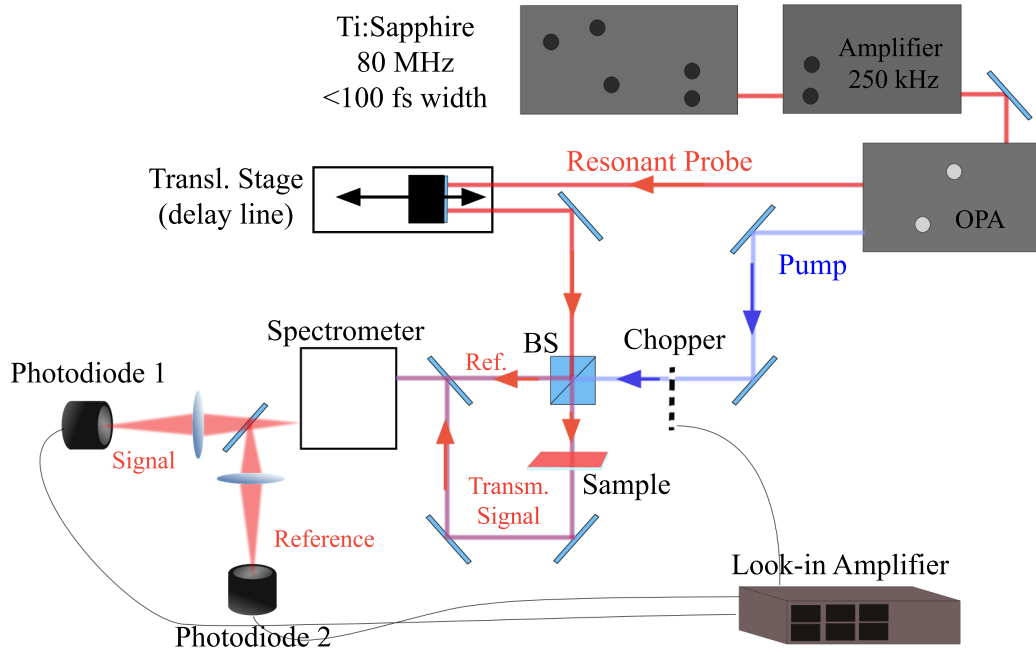 Ti:Sapphire
80 MHz
<100 fs width
Amplifier
250 kHz
Resonant Probe
Transl. Stage
(delay line)
OPA
Pump
Spectrometer
BS
Chopper
Ref.
Photodiode 1
Signal
Transm.
Signal
Sample
Reference
Look-in Amplifier
Photodiode 2